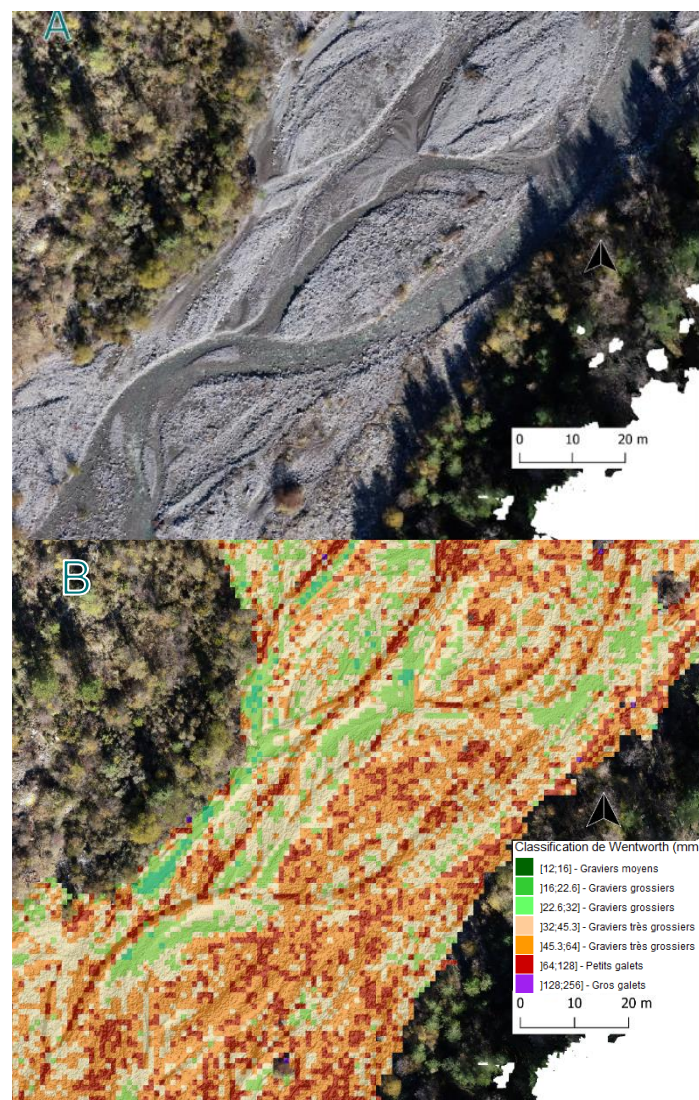 A
0 10 20 m
B
Classification de Wentworth (mm
[12;16] - Graviers moyens
]16;22.6] - Graviers grossiers
]22.6;32] - Graviers grossiers
]32;45.3] - Graviers très grossiers
]45.3;64] - Graviers très grossiers
]64;128] - Petits galets
]128;256] - Gros galets
0 10 20 m